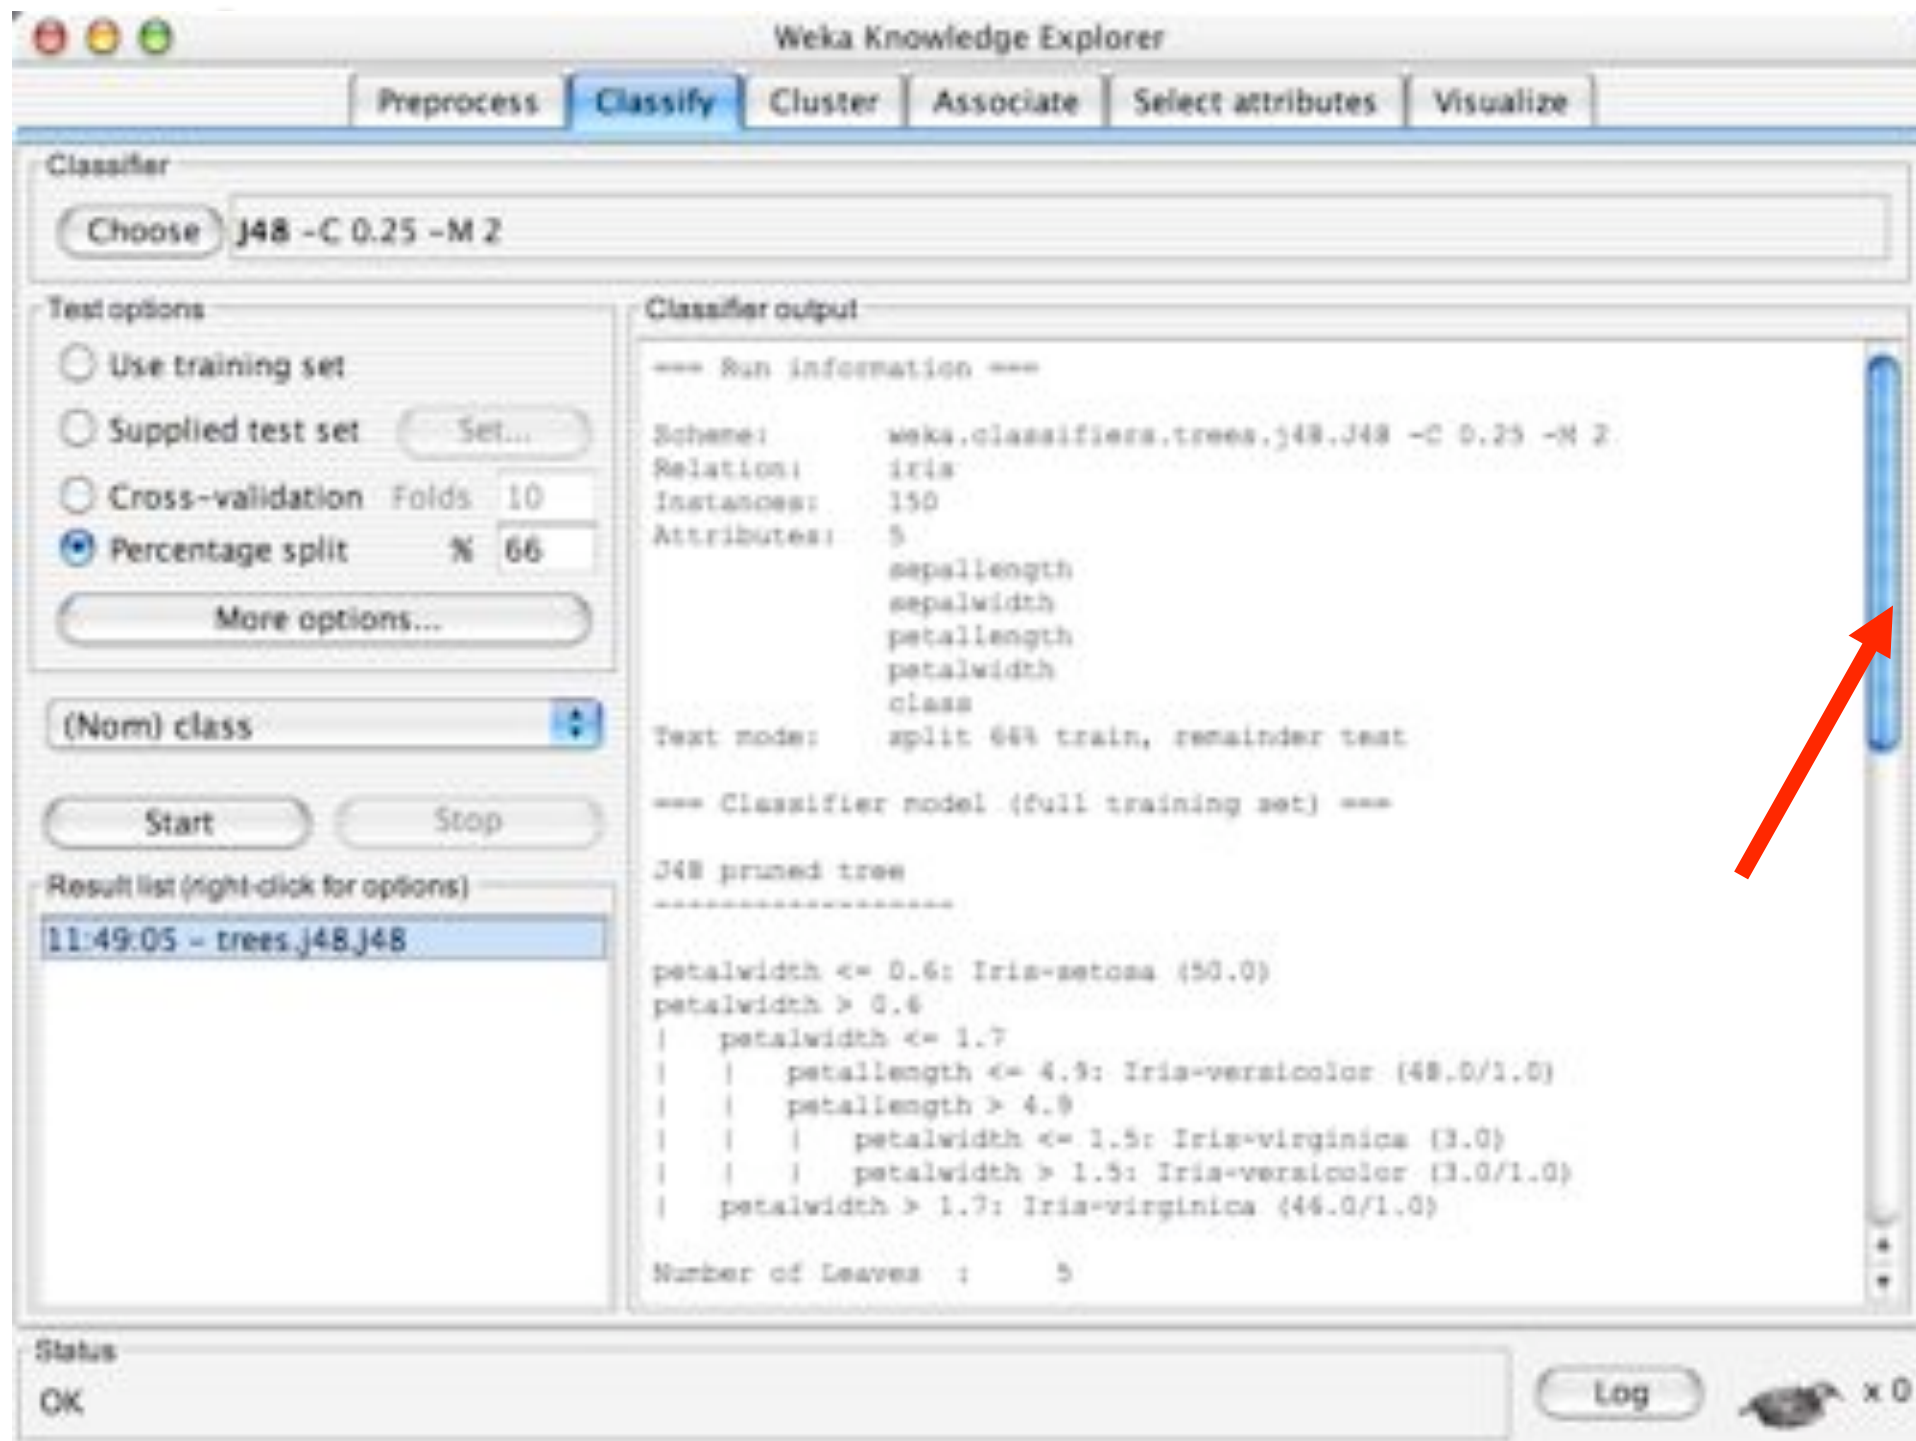 Weka Knowledge Explorer
Preprocess Classify Cluster Associate Select attributes Visualize
Classifier
Choose J48 -C 0.25 -M 2
Test options
Use training set
Supplied test set Set...
Cross-validation Folds 10
Percentage split % 66
More options...
(Nom) class
Start Stop
Result list (right-click for options)
11:49:05 - trees.j48.J48
Classifier output
=== Run information ===
Scheme: weka.classifiers.trees.j48.J48 -C 0.25 -M 2
Relation: iris
Instances: 150
Attributes: 5
sepallength
sepalwidth
petallength
petalwidth
class
Test mode: split 66% train, remainder test
=== Classifier model (full training set) ===
J48 pruned tree
------------------
petalwidth <= 0.6: Iris-setosa (50.0)
petalwidth > 0.6
| petalwidth <= 1.7
| | petallength <= 4.9: Iris-versicolor (48.0/1.0)
| | petallength > 4.9
| | | petalwidth <= 1.5: Iris-virginica (3.0)
| | | petalwidth > 1.5: Iris-versicolor (3.0/1.0)
| petalwidth > 1.7: Iris-virginica (46.0/1.0)
Number of Leaves : 5
Status
OK
Log x 0